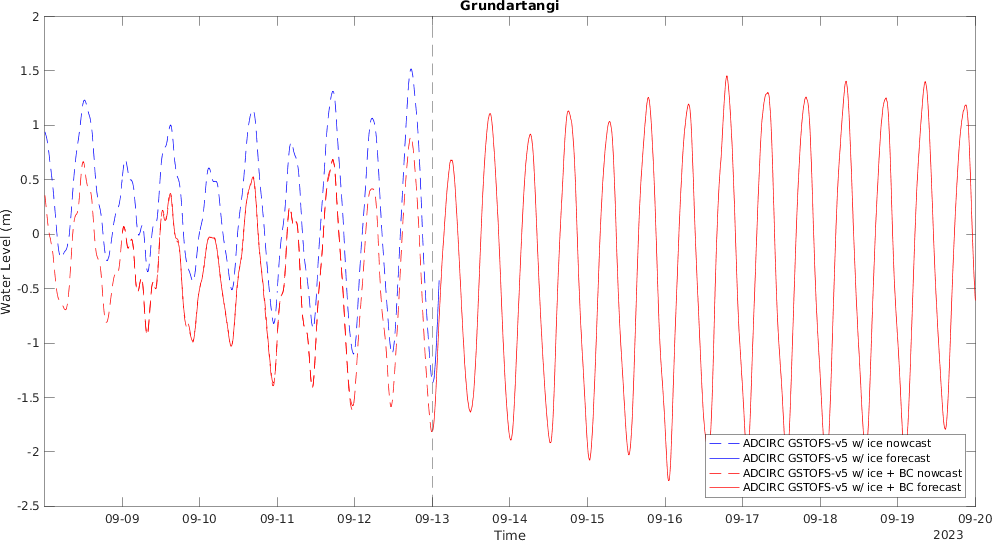 Grundartangi
2
1.5
1
0.5
0
-0.5
-1
-1.5
-2
-2.5
Water Level (m)
09-09 09-10 09-11 09-12 09-13 09-14 09-15 09-16 09-17 09-18 09-19 09-20
Time
2023
ADCIRC GSTOFS-v5 w/ ice nowcast
ADCIRC GSTOFS-v5 w/ ice forecast
ADCIRC GSTOFS-v5 w/ ice + BC nowcast
ADCIRC GSTOFS-v5 w/ ice + BC forecast